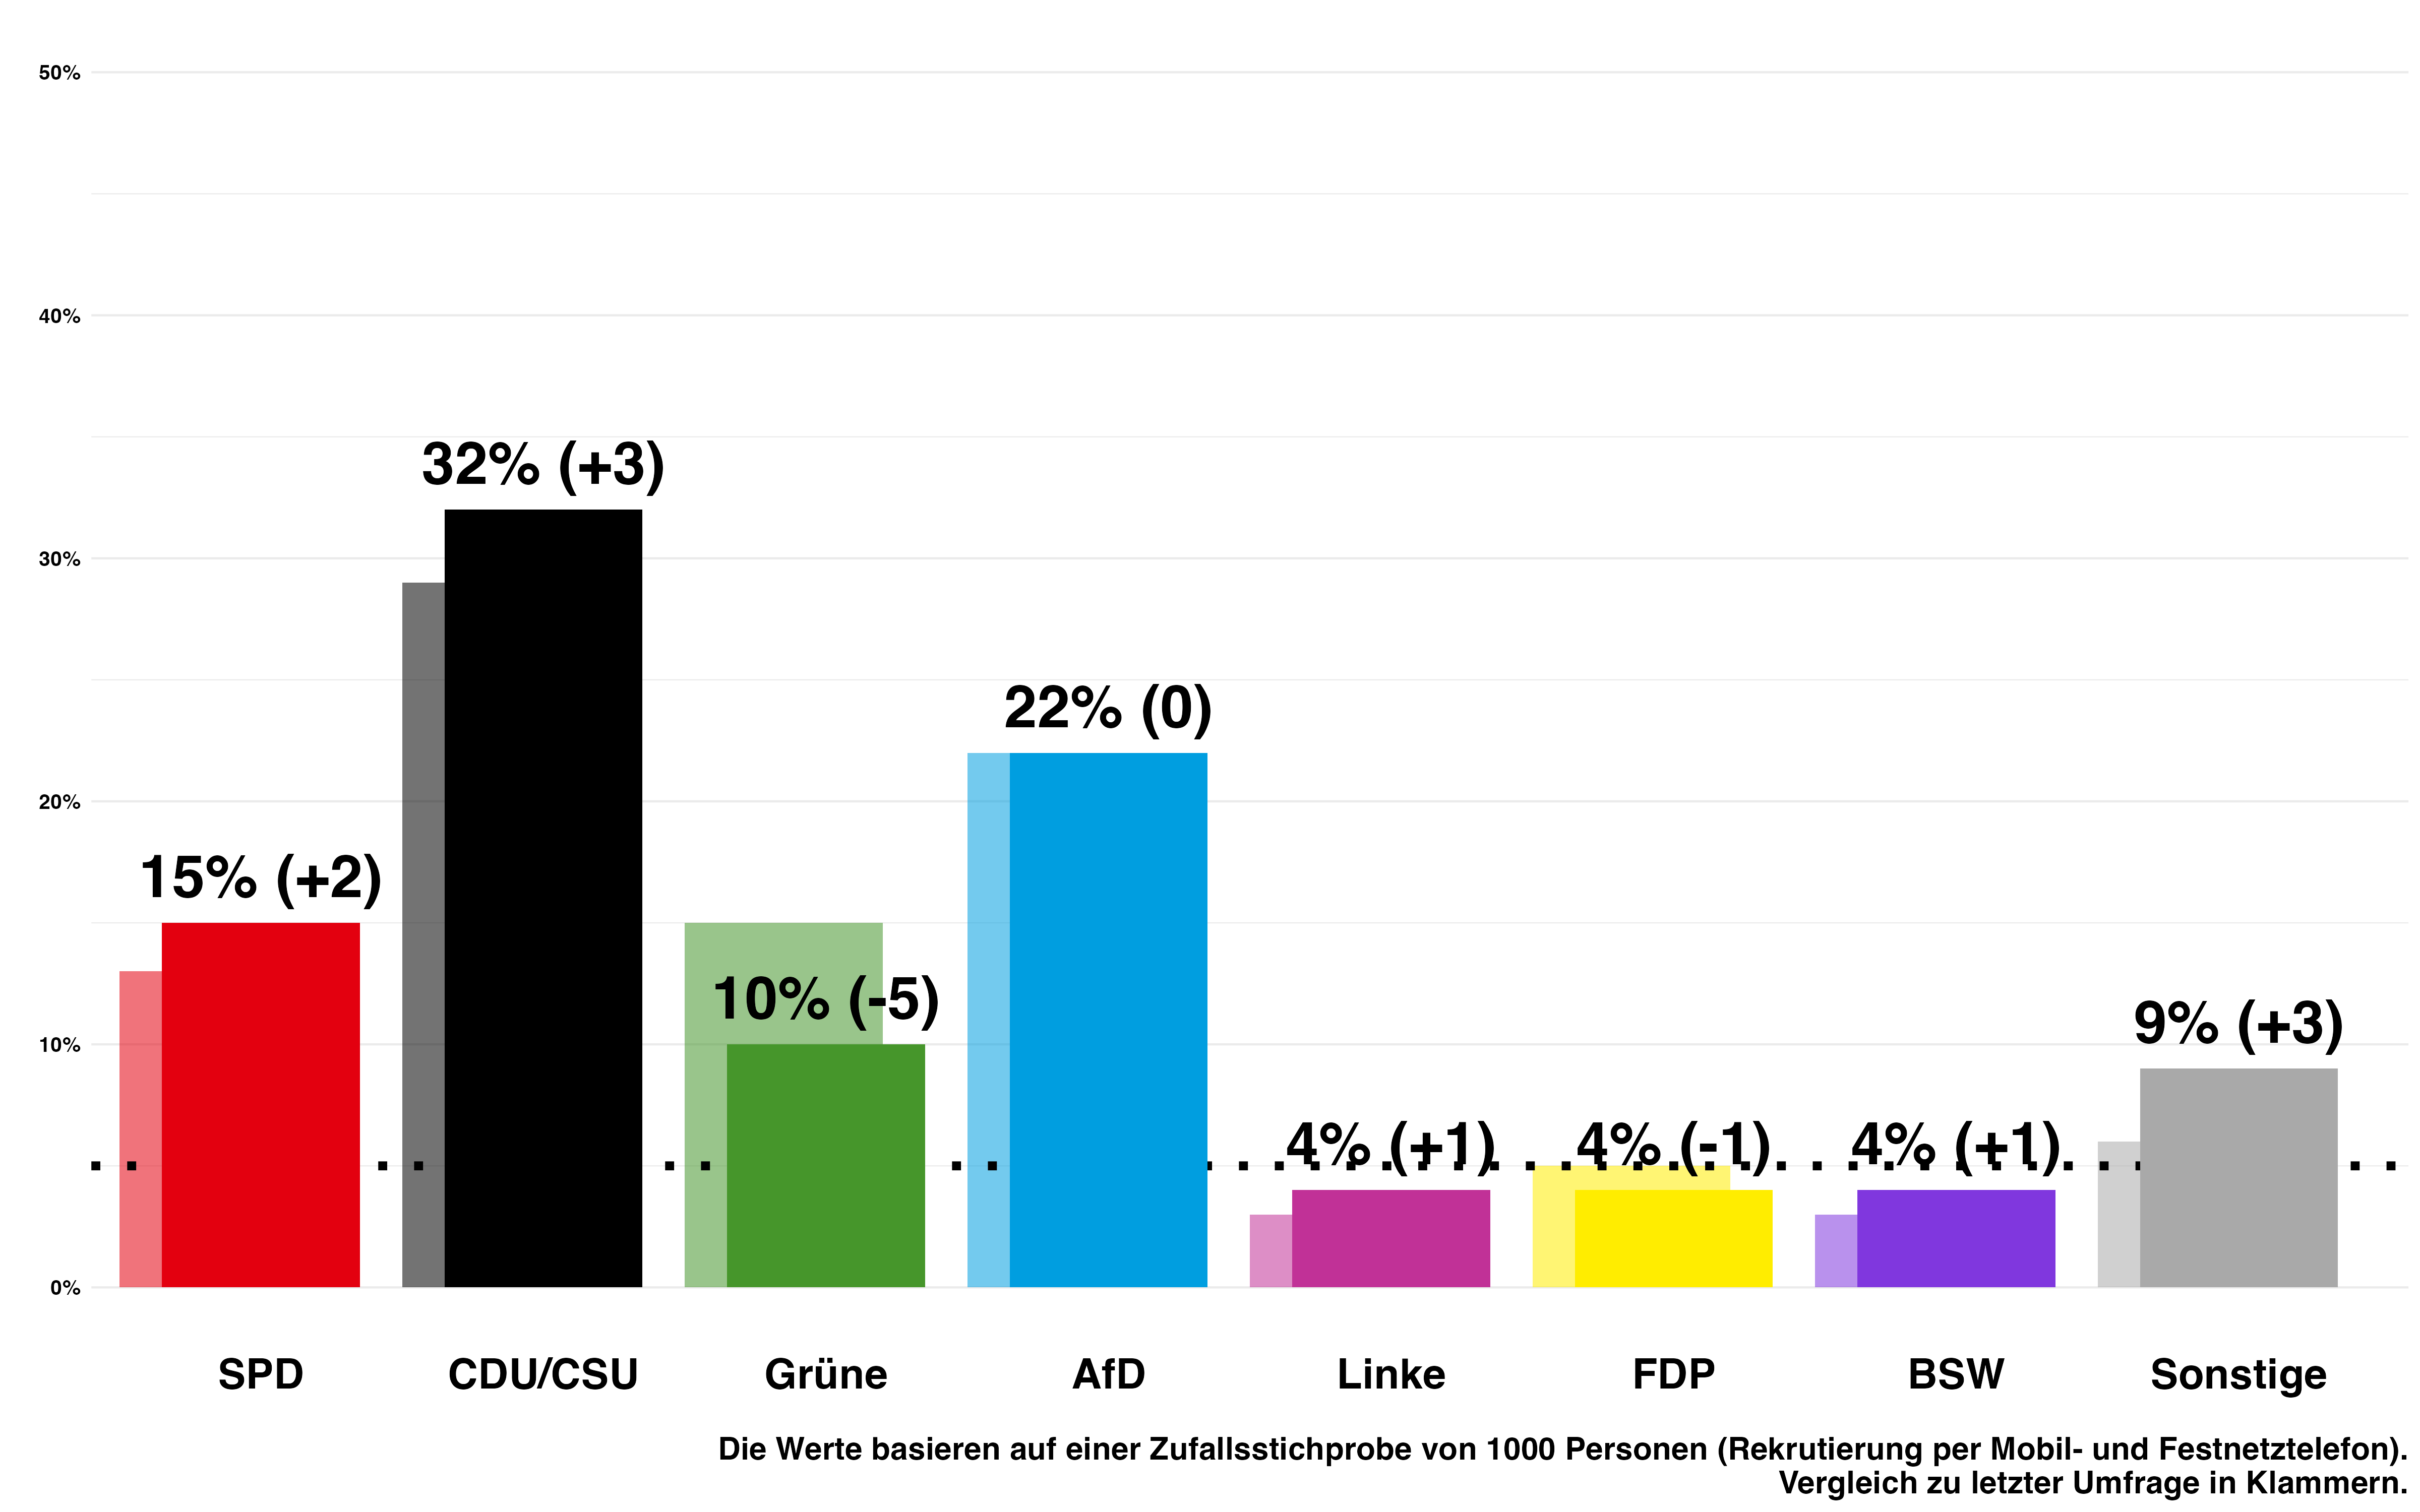 50%
40%
30%
20%
10%
0%
15% (+2)
32% (+3)
10% (-5)
22% (0)
4% (+1)
4% (-1)
4% (+1)
9% (+3)
SPD
CDU/CSU
Grüne
AfD
Linke
FDP
BSW
Sonstige
Die Werte basieren auf einer Zufallsstichprobe von 1000 Personen (Rekrutierung per Mobil- und Festnetztelefon).
Vergleich zu letzter Umfrage in Klammern.